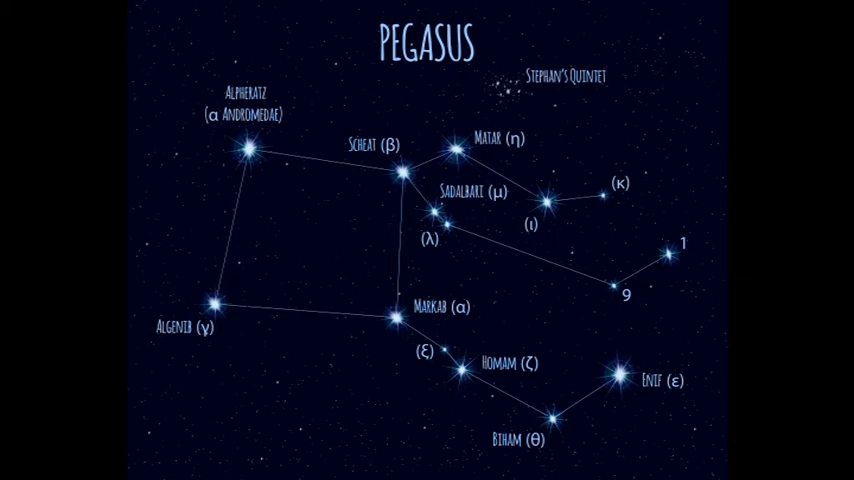 PEGASUS
STEPHAN'S QUINTET
ALPHERATZ
(α ANDROMEDAE)
SCHEAT (β)
MATAR (η)
SADALBARI (μ)
(κ)
(ι)
(λ)
1
9
MARKAB (α)
ALGENIB (γ)
(ξ)
HOMAM (ζ)
ENIF (ε)
BIHAM (θ)